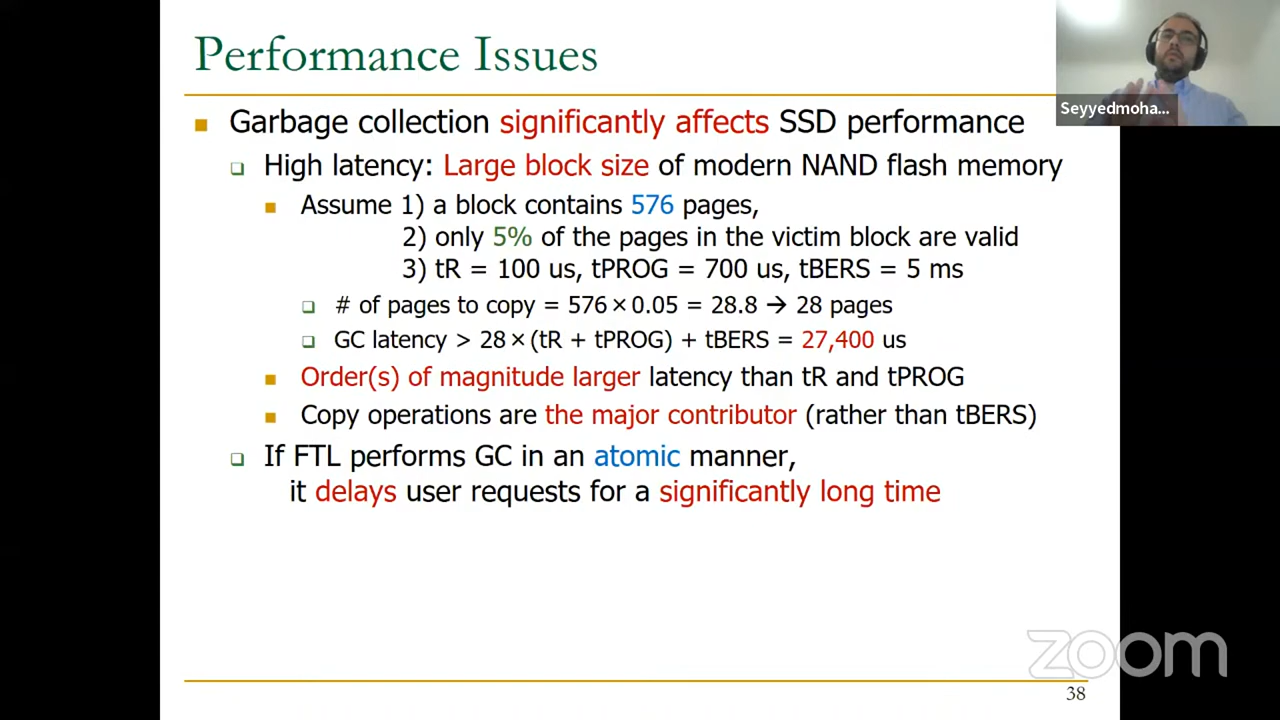 Performance Issues
Seyyedmoha...
Garbage collection significantly affects SSD performance
High latency: Large block size of modern NAND flash memory
Assume 1) a block contains 576 pages,
2) only 5% of the pages in the victim block are valid
3) tR = 100 us, tPROG = 700 us, tBERS = 5 ms
# of pages to copy = 576×0.05 = 28.8 → 28 pages
GC latency > 28×(tR + tPROG) + tBERS = 27,400 us
Order(s) of magnitude larger latency than tR and tPROG
Copy operations are the major contributor (rather than tBERS)
If FTL performs GC in an atomic manner,
it delays user requests for a significantly long time
zoom
38